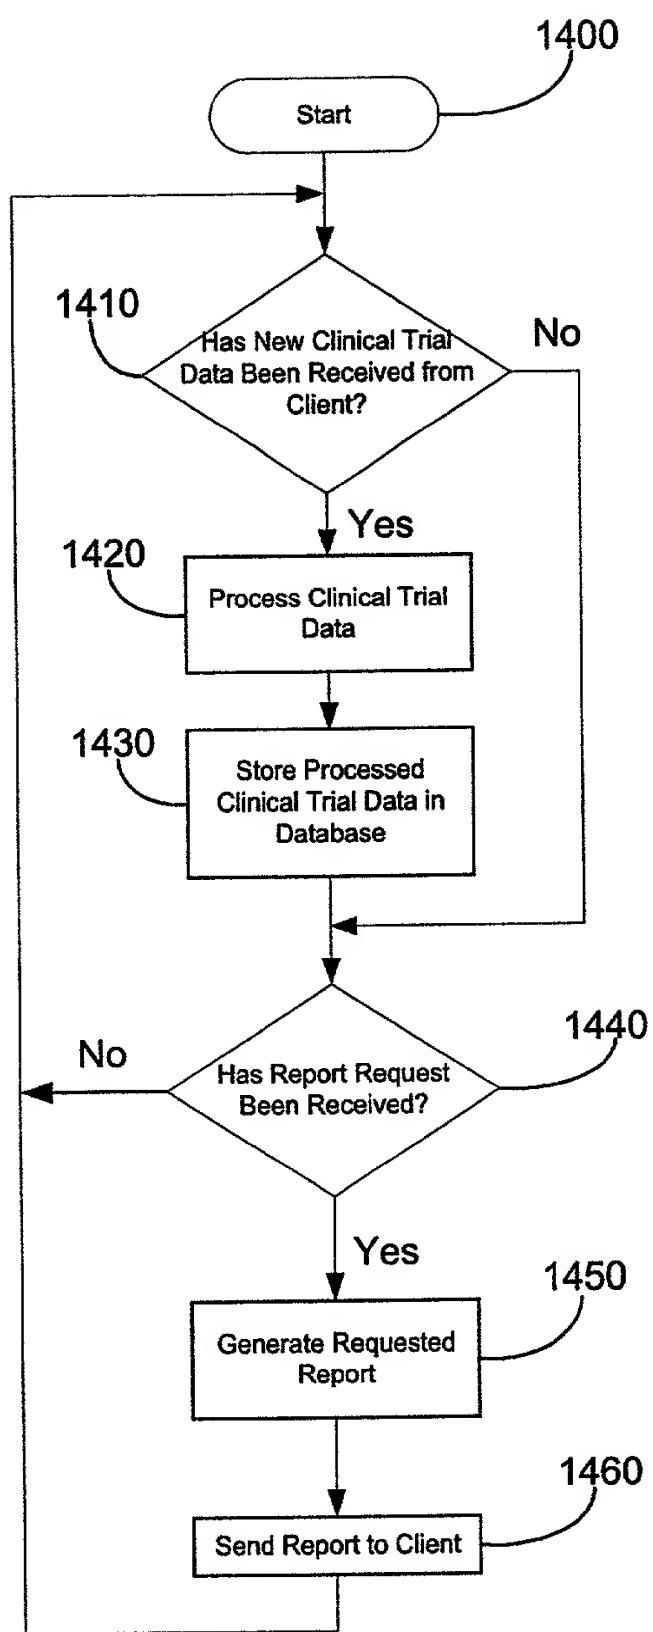 1400
Start
1410
Has New Clinical Trial
Data Been Received from
Client?
No
Yes
1420
Process Clinical Trial
Data
1430
Store Processed
Clinical Trial Data in
Database
1440
No
Has Report Request
Been Received?
Yes
1450
Generate Requested
Report
1460
Send Report to Client